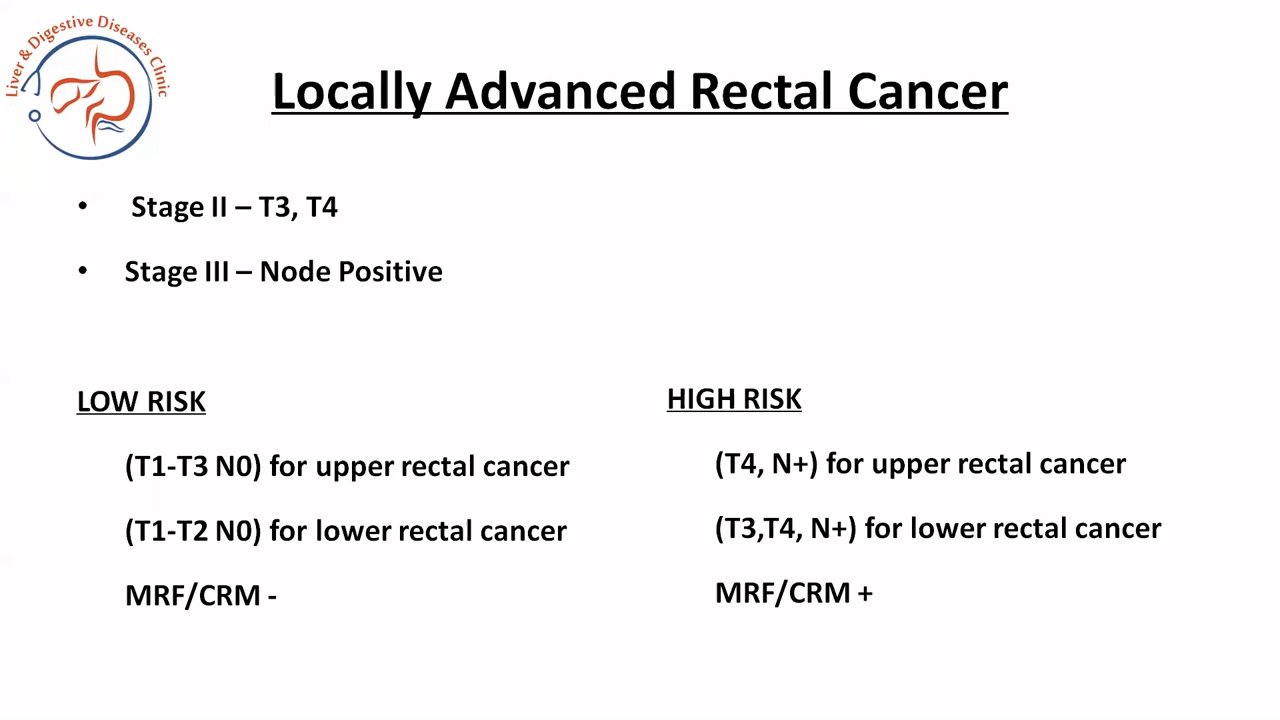 Liver & Digestive Diseases Clinic
Locally Advanced Rectal Cancer
• Stage II – T3, T4
• Stage III – Node Positive
LOW RISK
(T1-T3 N0) for upper rectal cancer
(T1-T2 N0) for lower rectal cancer
MRF/CRM -
HIGH RISK
(T4, N+) for upper rectal cancer
(T3,T4, N+) for lower rectal cancer
MRF/CRM +